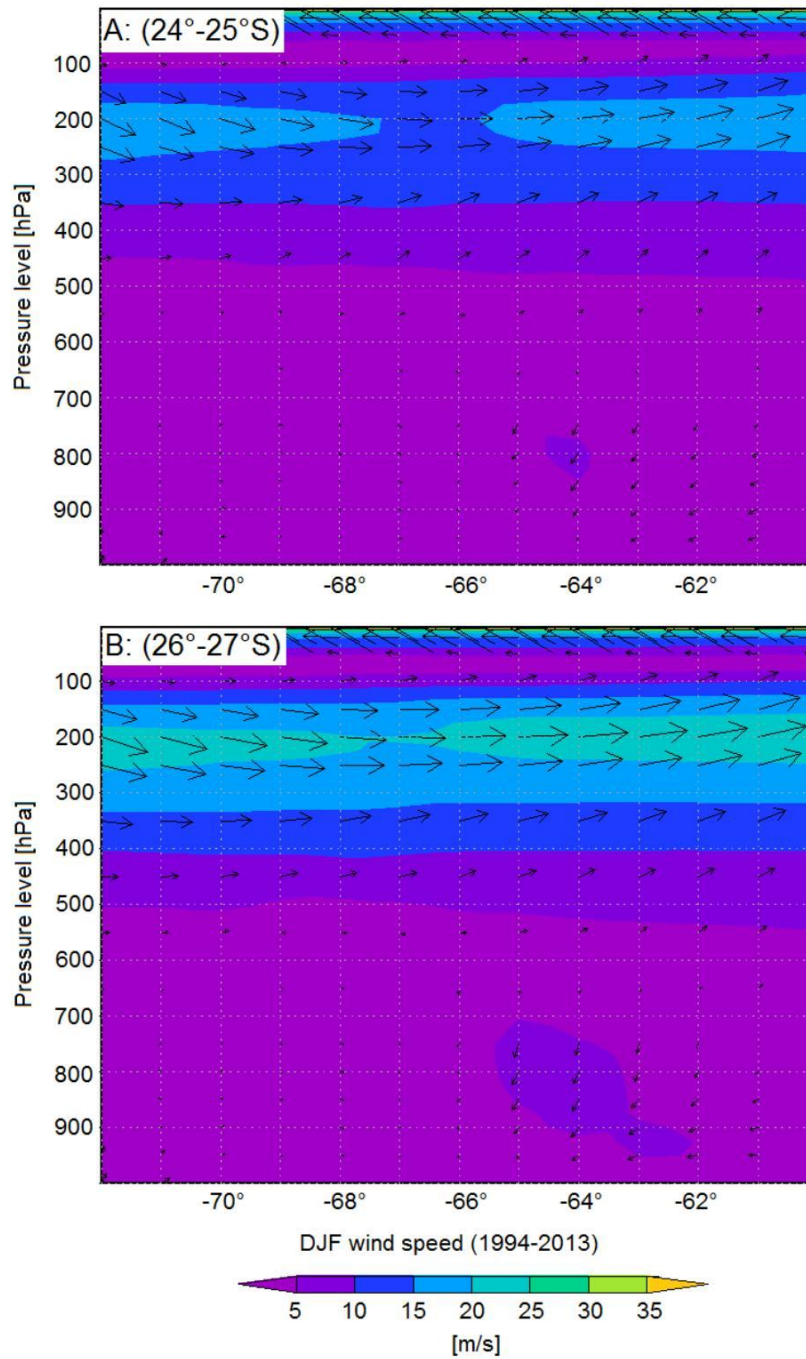 A: (24°-25°S)
100
200
300
400
500
600
700
800
900
Pressure level [hPa]
-70° -68° -66° -64° -62°
B: (26°-27°S)
100
200
300
400
500
600
700
800
900
Pressure level [hPa]
-70° -68° -66° -64° -62°
DJF wind speed (1994-2013)
5 10 15 20 25 30 35
[m/s]